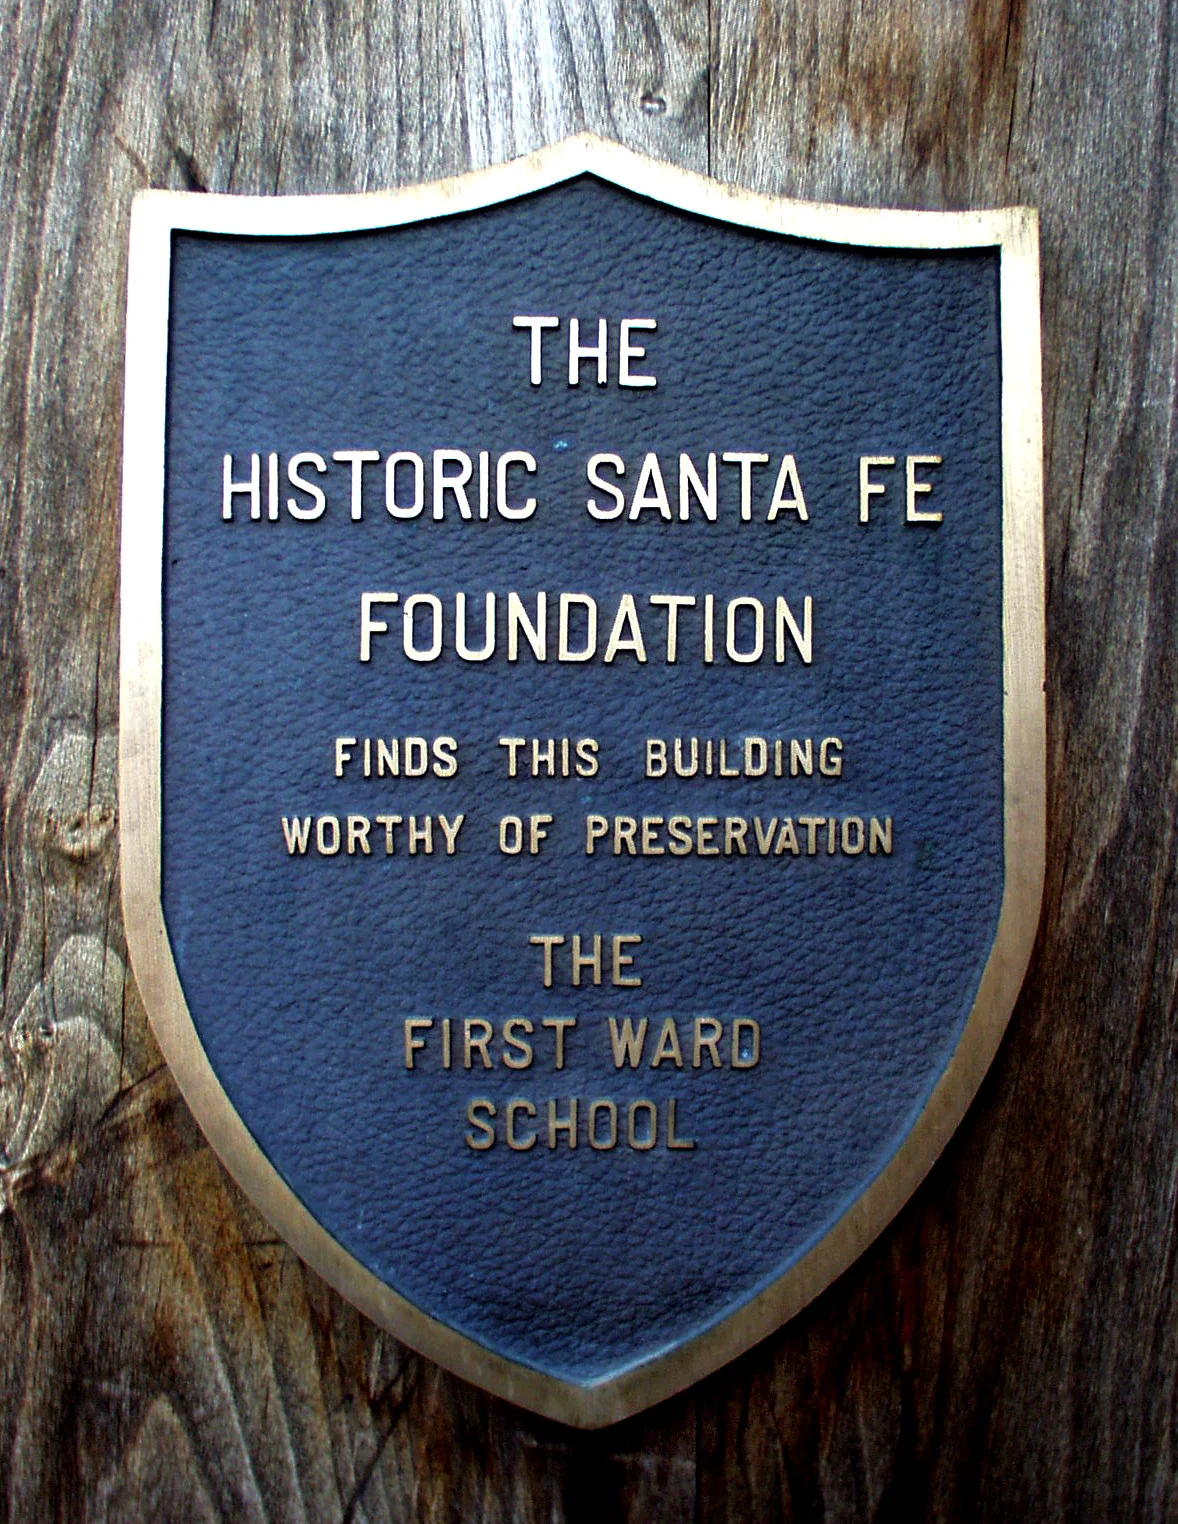 THE
HISTORIC SANTA FE
FOUNDATION
FINDS THIS BUILDING
WORTHY OF PRESERVATION
THE
FIRST WARD
SCHOOL